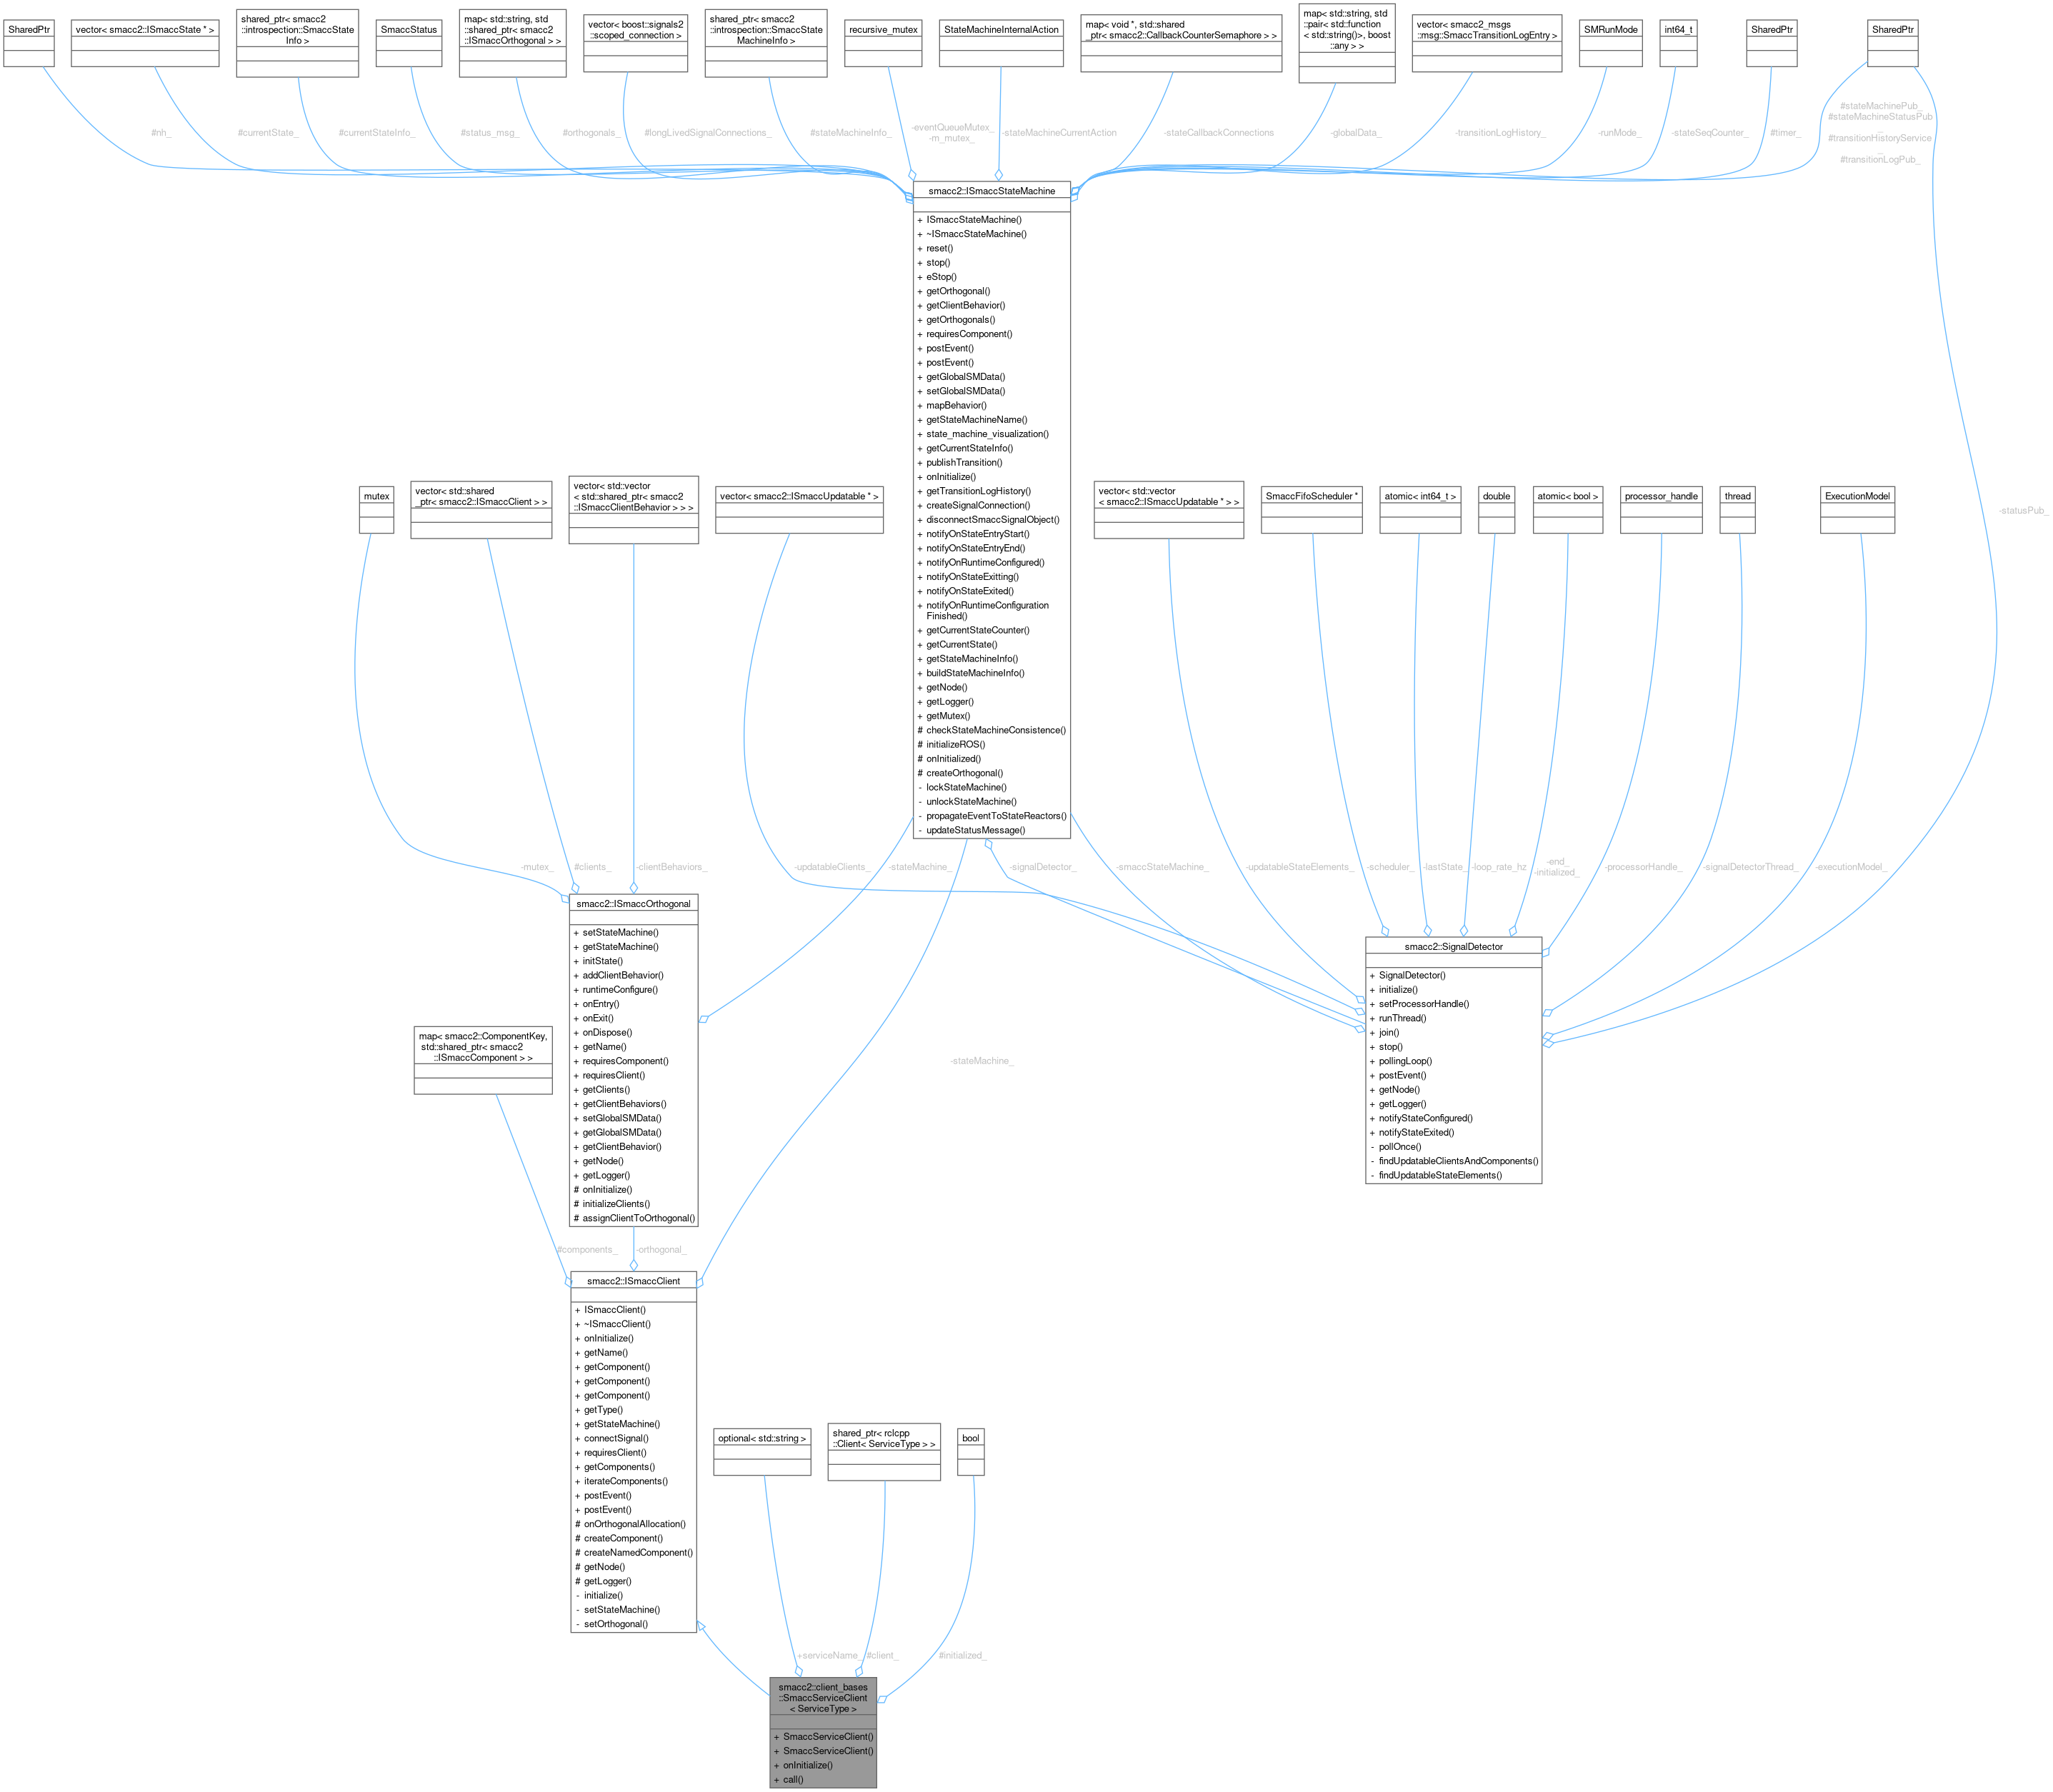 SharedPtr
vector< smacc2::ISmaccState * >
shared_ptr< smacc2
::introspection::SmaccState
Info >
SmaccStatus
map< std::string, std
::shared_ptr< smacc2
::ISmaccOrthogonal > >
vector< boost::signals2
::scoped_connection >
shared_ptr< smacc2
::introspection::SmaccState
MachineInfo >
recursive_mutex
StateMachineInternalAction
map< void *, std::shared
_ptr< smacc2::CallbackCounterSemaphore > >
map< std::string, std
::pair< std::function
< std::string()>, boost
::any > >
vector< smacc2_msgs
::msg::SmaccTransitionLogEntry >
SMRunMode
int64_t
SharedPtr
SharedPtr
#nh_
#currentState_
#currentStateInfo_
#status_msg_
#orthogonals_
#longLivedSignalConnections_
#stateMachineInfo_
-eventQueueMutex_
-m_mutex_
-stateMachineCurrentAction
-stateCallbackConnections
-globalData_
-transitionLogHistory_
-runMode_
-stateSeqCounter_
#timer_
#stateMachinePub_
#stateMachineStatusPub
_
#transitionHistoryService
_
#transitionLogPub_
smacc2::ISmaccStateMachine
+ ISmaccStateMachine()
+ ~ISmaccStateMachine()
+ reset()
+ stop()
+ eStop()
+ getOrthogonal()
+ getClientBehavior()
+ getOrthogonals()
+ requiresComponent()
+ postEvent()
+ postEvent()
+ getGlobalSMData()
+ setGlobalSMData()
+ mapBehavior()
+ getStateMachineName()
+ state_machine_visualization()
+ getCurrentStateInfo()
+ publishTransition()
+ onInitialize()
+ getTransitionLogHistory()
+ createSignalConnection()
+ disconnectSmaccSignalObject()
+ notifyOnStateEntryStart()
+ notifyOnStateEntryEnd()
+ notifyOnRuntimeConfigured()
+ notifyOnStateExitting()
+ notifyOnStateExited()
+ notifyOnRuntimeConfiguration
Finished()
+ getCurrentStateCounter()
+ getCurrentState()
+ getStateMachineInfo()
+ buildStateMachineInfo()
+ getNode()
+ getLogger()
+ getMutex()
# checkStateMachineConsistence()
# initializeROS()
# onInitialized()
# createOrthogonal()
- lockStateMachine()
- unlockStateMachine()
- propagateEventToStateReactors()
- updateStatusMessage()
-statusPub_
mutex
vector< std::shared
_ptr< smacc2::ISmaccClient > >
vector< std::vector
< std::shared_ptr< smacc2
::ISmaccClientBehavior > > >
vector< smacc2::ISmaccUpdatable * >
vector< std::vector
< smacc2::ISmaccUpdatable * > >
SmaccFifoScheduler *
atomic< int64_t >
double
atomic< bool >
processor_handle
thread
ExecutionModel
-mutex_
#clients_
-clientBehaviors_
-updatableClients_
-stateMachine_
-signalDetector_
-smaccStateMachine_
-updatableStateElements_
-scheduler_
-lastState_
-loop_rate_hz
-end_
-initialized_
-processorHandle_
-signalDetectorThread_
-executionModel_
smacc2::ISmaccOrthogonal
+ setStateMachine()
+ getStateMachine()
+ initState()
+ addClientBehavior()
+ runtimeConfigure()
+ onEntry()
+ onExit()
+ onDispose()
+ getName()
+ requiresComponent()
+ requiresClient()
+ getClients()
+ getClientBehaviors()
+ setGlobalSMData()
+ getGlobalSMData()
+ getClientBehavior()
+ getNode()
+ getLogger()
# onInitialize()
# initializeClients()
# assignClientToOrthogonal()
smacc2::SignalDetector
+ SignalDetector()
+ initialize()
+ setProcessorHandle()
+ runThread()
+ join()
+ stop()
+ pollingLoop()
+ postEvent()
+ getNode()
+ getLogger()
+ notifyStateConfigured()
+ notifyStateExited()
- pollOnce()
- findUpdatableClientsAndComponents()
- findUpdatableStateElements()
map< smacc2::ComponentKey,
std::shared_ptr< smacc2
::ISmaccComponent > >
-stateMachine_
#components_
-orthogonal_
smacc2::ISmaccClient
+ ISmaccClient()
+ ~ISmaccClient()
+ onInitialize()
+ getName()
+ getComponent()
+ getComponent()
+ getComponent()
+ getType()
+ getStateMachine()
+ connectSignal()
+ requiresClient()
+ getComponents()
+ iterateComponents()
+ postEvent()
+ postEvent()
# onOrthogonalAllocation()
# createComponent()
# createNamedComponent()
# getNode()
# getLogger()
- initialize()
- setStateMachine()
- setOrthogonal()
optional< std::string >
shared_ptr< rclcpp
::Client< ServiceType > >
bool
+serviceName_
#client_
#initialized_
smacc2::client_bases
::SmaccServiceClient
< ServiceType >
+ SmaccServiceClient()
+ SmaccServiceClient()
+ onInitialize()
+ call()